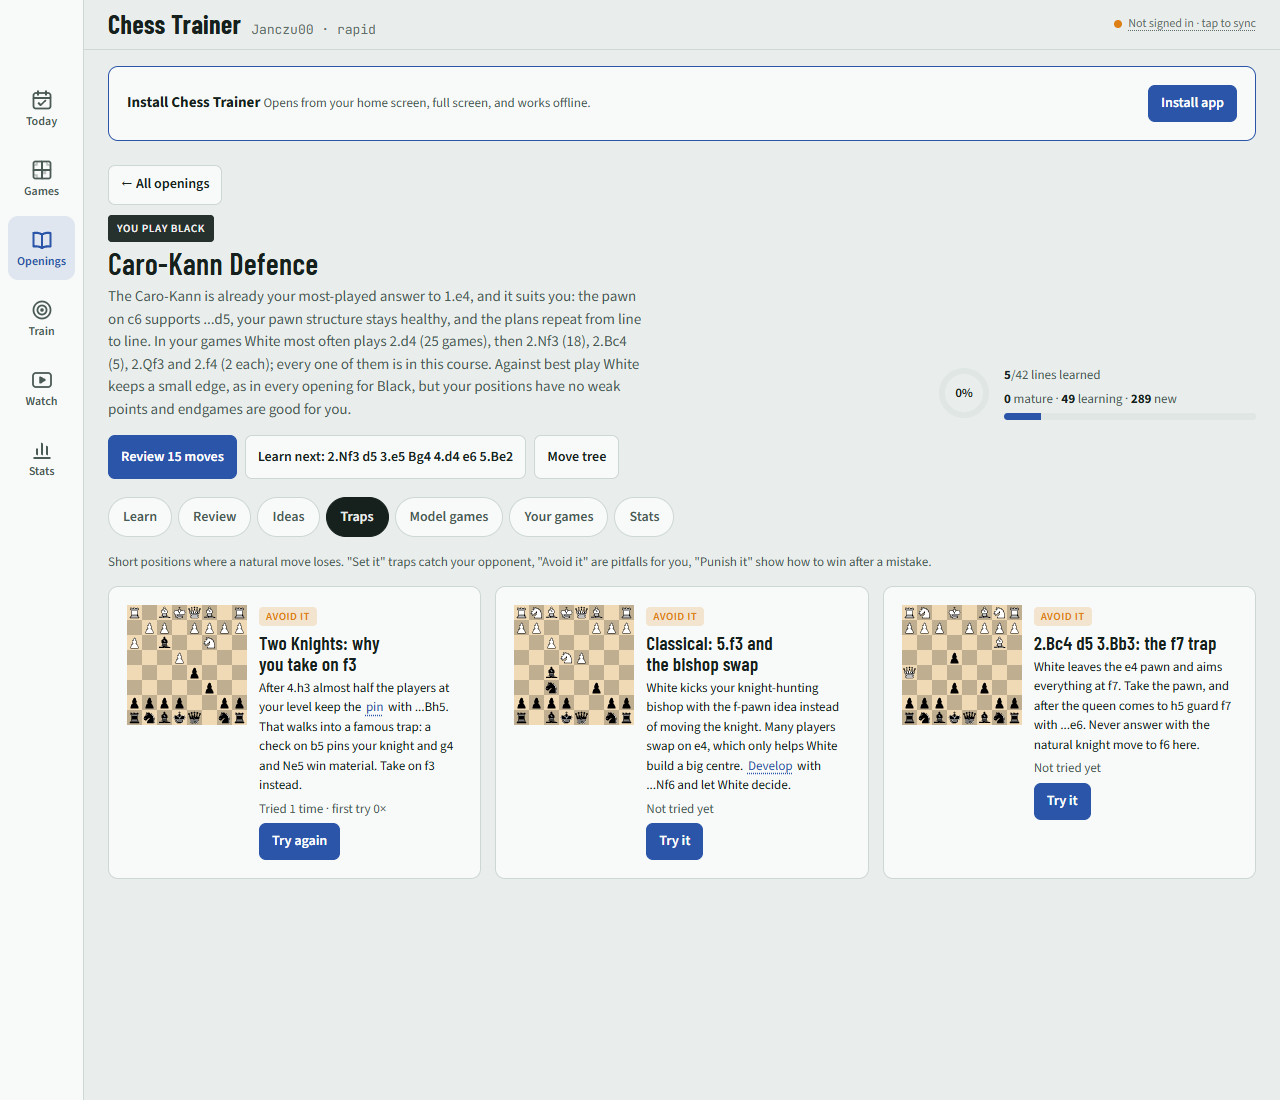 Chess Trainer Janczu00 · rapid
Not signed in · tap to sync
Today
Games
Openings
Train
Watch
Stats
Install Chess Trainer Opens from your home screen, full screen, and works offline.
Install app
← All openings
YOU PLAY BLACK
Caro-Kann Defence
The Caro-Kann is already your most-played answer to 1.e4, and it suits you: the pawn
on c6 supports ...d5, your pawn structure stays healthy, and the plans repeat from line
to line. In your games White most often plays 2.d4 (25 games), then 2.Nf3 (18), 2.Bc4
(5), 2.Qf3 and 2.f4 (2 each); every one of them is in this course. Against best play White
keeps a small edge, as in every opening for Black, but your positions have no weak
points and endgames are good for you.
0%
5/42 lines learned
0 mature · 49 learning · 289 new
Review 15 moves
Learn next: 2.Nf3 d5 3.e5 Bg4 4.d4 e6 5.Be2
Move tree
Learn
Review
Ideas
Traps
Model games
Your games
Stats
Short positions where a natural move loses. "Set it" traps catch your opponent, "Avoid it" are pitfalls for you, "Punish it" show how to win after a mistake.
AVOID IT
Two Knights: why
you take on f3
After 4.h3 almost half the players at
your level keep the pin with ...Bh5.
That walks into a famous trap: a
check on b5 pins your knight and g4
and Ne5 win material. Take on f3
instead.
Tried 1 time · first try 0×
Try again
AVOID IT
Classical: 5.f3 and
the bishop swap
White kicks your knight-hunting
bishop with the f-pawn idea instead
of moving the knight. Many players
swap on e4, which only helps White
build a big centre. Develop with
...Nf6 and let White decide.
Not tried yet
Try it
AVOID IT
2.Bc4 d5 3.Bb3: the f7 trap
White leaves the e4 pawn and aims
everything at f7. Take the pawn, and
after the queen comes to h5 guard f7
with ...e6. Never answer with the
natural knight move to f6 here.
Not tried yet
Try it